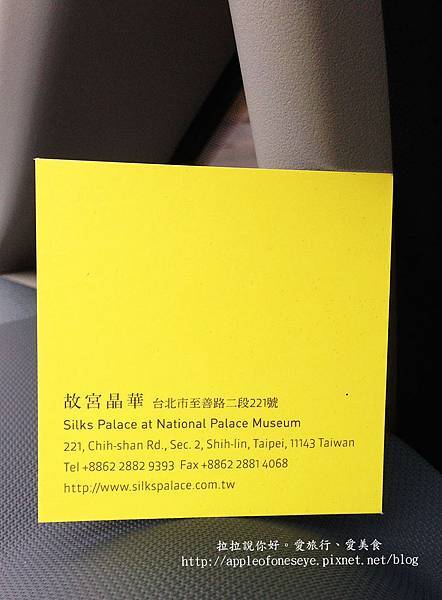 故宮晶華 台北市至善路二段221號
Silks Palace at National Palace Museum
221, Chih-shan Rd., Sec. 2, Shih-lin, Taipei, 11143 Taiwan
Tel +8862 2882 9393 Fax +8862 2881 4068
http://www.silkspalace.com.tw
拉拉說你好。愛旅行、愛美食
http://appleofoneseye.pixnet.net/blog